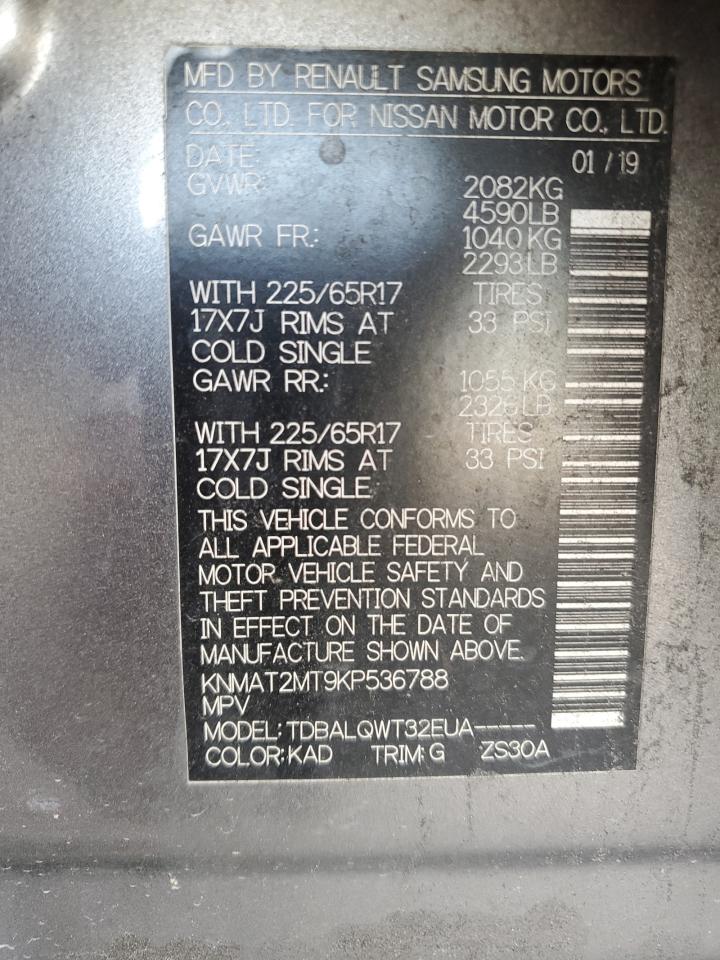 MFD BY RENAULT SAMSUNG MOTORS
CO., LTD. FOR NISSAN MOTOR CO., LTD.
DATE: 01 / 19
GVWR: 2082KG
4590LB
GAWR FR.: 1040KG
2293LB
WITH 225/65R17 TIRES
17X7J RIMS AT 33 PSI
COLD SINGLE
GAWR RR.: 1055KG
2326LB
WITH 225/65R17 TIRES
17X7J RIMS AT 33 PSI
COLD SINGLE
THIS VEHICLE CONFORMS TO
ALL APPLICABLE FEDERAL
MOTOR VEHICLE SAFETY AND
THEFT PREVENTION STANDARDS
IN EFFECT ON THE DATE OF
MANUFACTURE SHOWN ABOVE.
KNMAT2MT9KP536788
MPV
MODEL: TDBALQWT32EUA-----
COLOR: KAD TRIM: G ZS30A